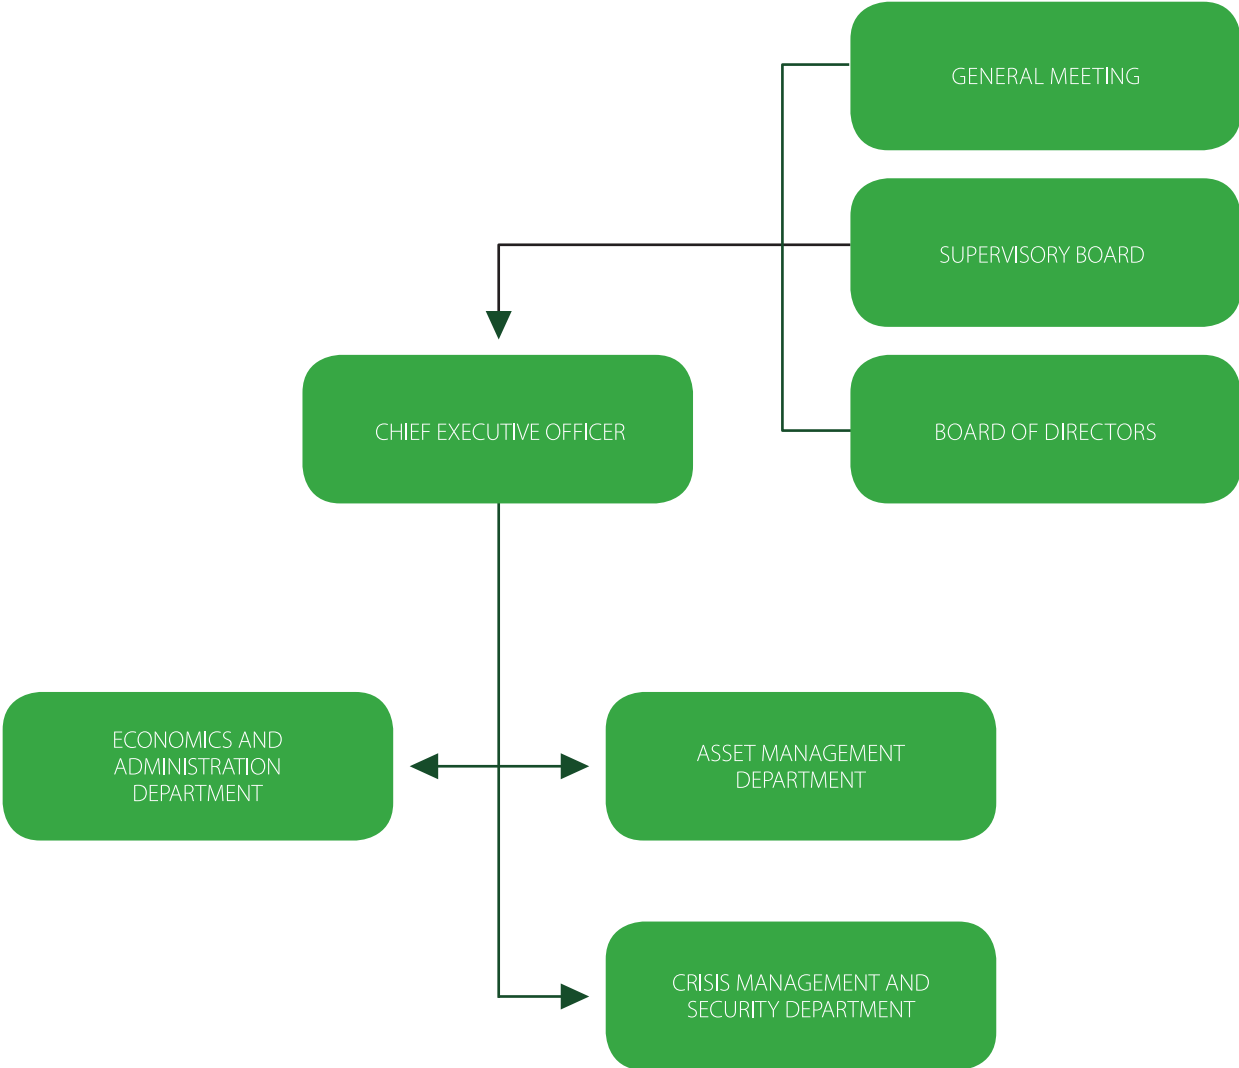 GENERAL MEETING
SUPERVISORY BOARD
CHIEF EXECUTIVE OFFICER
BOARD OF DIRECTORS
ECONOMICS AND
ADMINISTRATION
DEPARTMENT
ASSET MANAGEMENT
DEPARTMENT
CRISIS MANAGEMENT AND
SECURITY DEPARTMENT